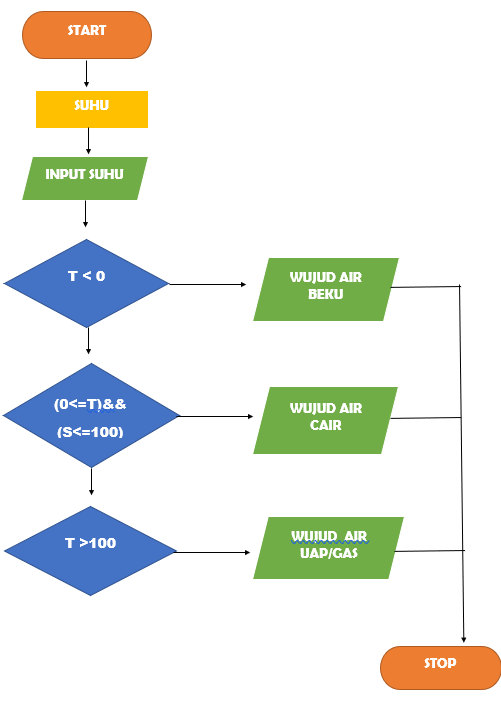 START
SUHU
INPUT SUHU
T < 0
WUJUD AIR
BEKU
(0<=T)&&
(S<=100)
WUJUD AIR
CAIR
T >100
WUJUD AIR
UAP/GAS
STOP